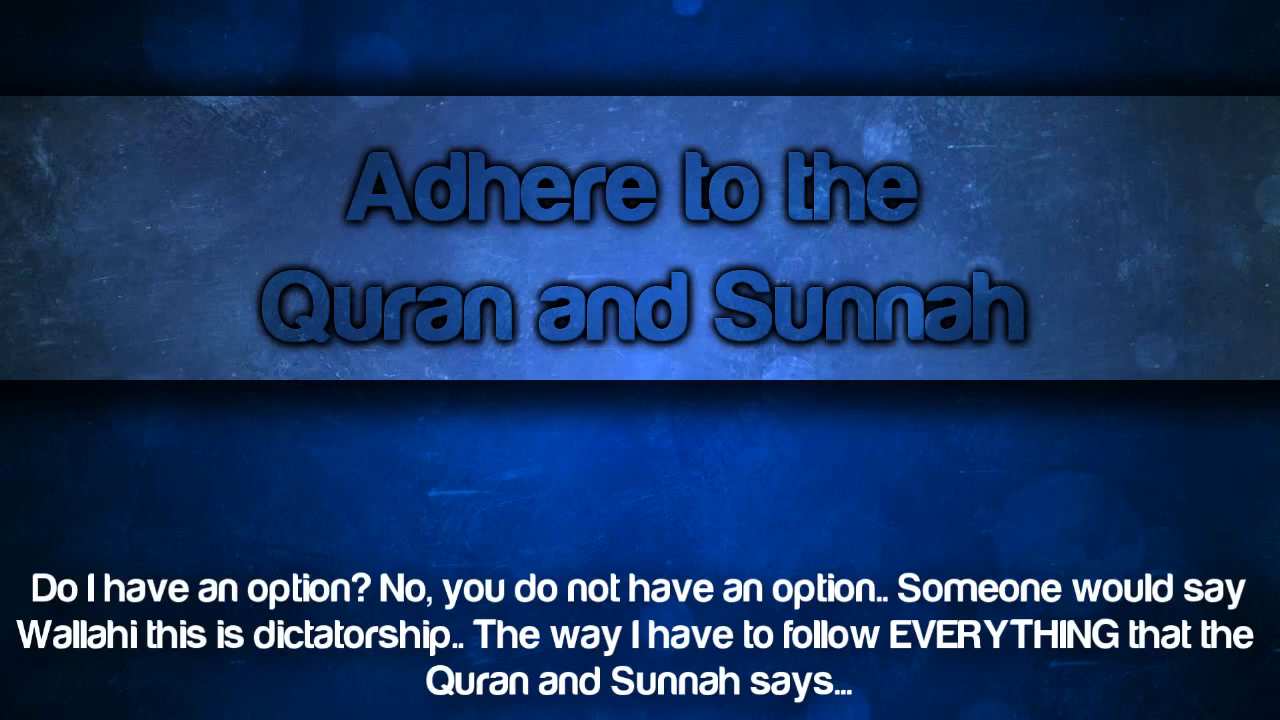 Adhere to the
Quran and Sunnah
Do I have an option? No, you do not have an option.. Someone would say
Wallahi this is dictatorship.. The way I have to follow EVERYTHING that the
Quran and Sunnah says...